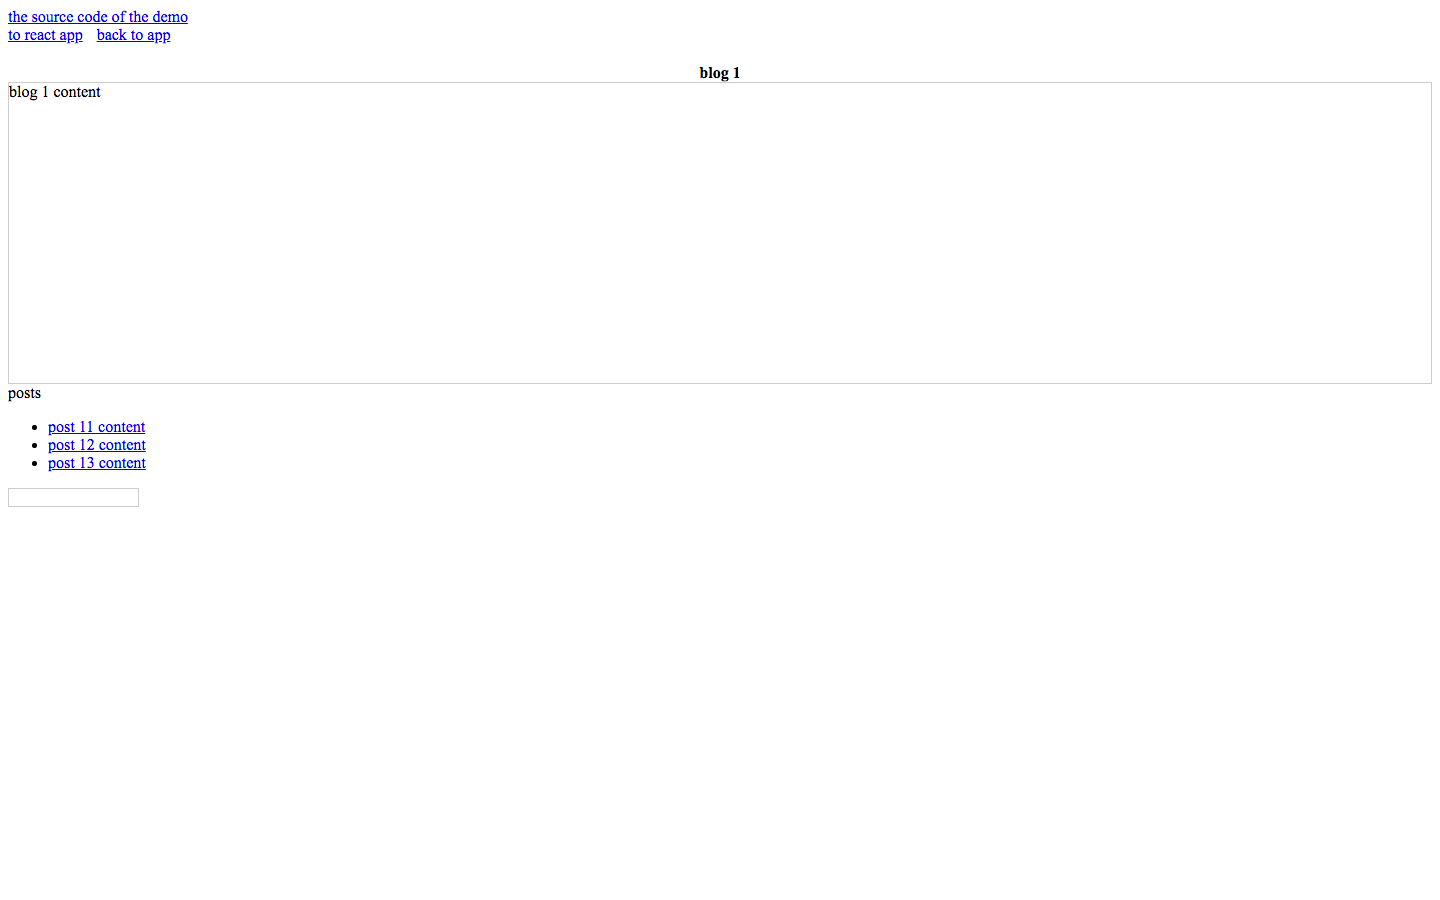 the source code of the demo
to react app back to app
blog 1
blog 1 content
posts
post 11 content
post 12 content
post 13 content